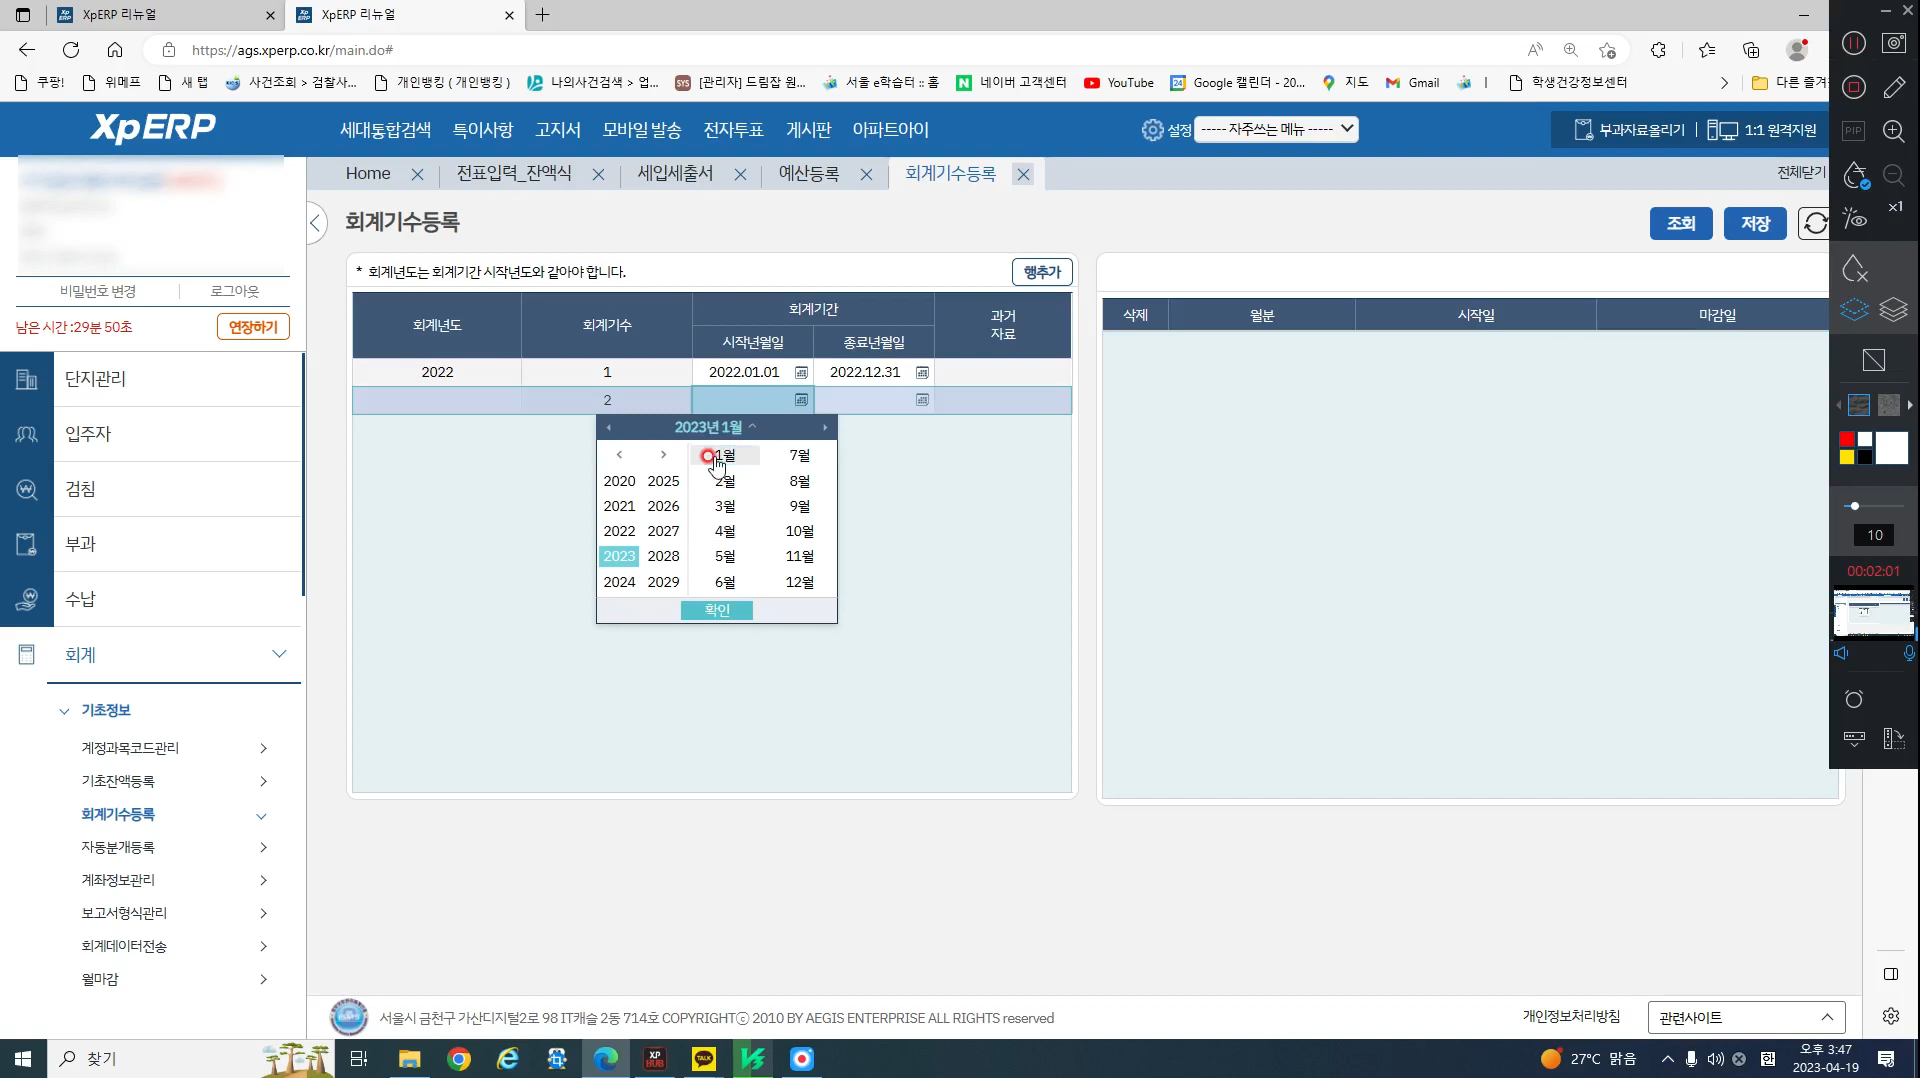 XpERP 리뉴얼
XpERP 리뉴얼
https://ags.xperp.co.kr/main.do#
쿠팡!
위메프
새 탭
사건조회 > 검찰사...
개인뱅킹 ( 개인뱅킹 )
나의사건검색 > 업...
[관리자] 드림잡 원...
서울 e학습터 :: 홈
네이버 고객센터
YouTube
Google 캘린더 - 20...
지도
Gmail
학생건강정보센터
다른 즐겨
XpERP
세대통합검색 특이사항 고지서 모바일 발송 전자투표 게시판 아파트아이
설정
----- 자주쓰는 메뉴 -----
부과자료올리기
1:1 원격지원
Home
전표입력_잔액식
세입세출서
예산등록
회계기수등록
전체닫기
회계기수등록
조회
저장
비밀번호 변경
로그아웃
남은 시간 :29분 50초
연장하기
단지관리
입주자
검침
부과
수납
회계
기초정보
계정과목코드관리
기초잔액등록
회계기수등록
자동분개등록
계좌정보관리
보고서형식관리
회계데이터전송
월마감
* 회계년도는 회계기간 시작년도와 같아야 합니다.
행추가
회계년도
회계기수
회계기간
과거
자료
시작년월일
종료년월일
2022 1 2022.01.01 2022.12.31
2
2023년 1월
1월 7월
2020 2025 2월 8월
2021 2026 3월 9월
2022 2027 4월 10월
2023 2028 5월 11월
2024 2029 6월 12월
확인
삭제 월분 시작일 마감일
PIP
x1
10
00:02:01
서울시 금천구 가산디지털2로 98 IT캐슬 2동 714호 COPYRIGHTⓒ 2010 BY AEGIS ENTERPRISE ALL RIGHTS reserved
개인정보처리방침
관련사이트
찾기
XP
HUB
TALK
27°C 맑음
한
오후 3:47
2023-04-19